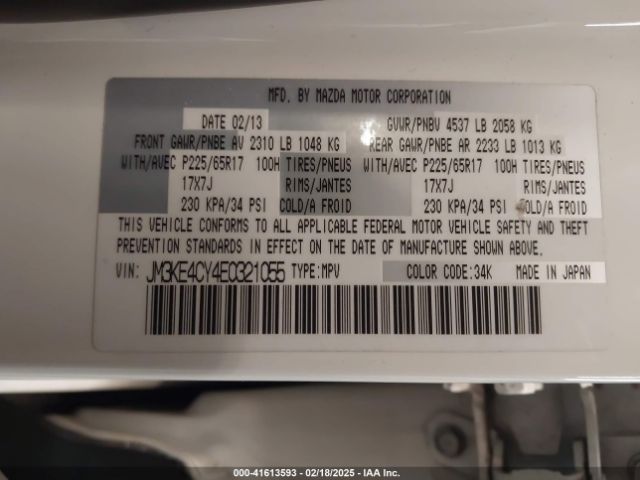 MFD. BY MAZDA MOTOR CORPORATION
DATE 02/13 GVWR/PNBV 4537 LB 2058 KG
FRONT GAWR/PNBE AV 2310 LB 1048 KG REAR GAWR/PNBE AR 2233 LB 1013 KG
WITH/AVEC P225/65R17 100H TIRES/PNEUS WITH/AVEC P225/65R17 100H TIRES/PNEUS
17X7J RIMS/JANTES 17X7J RIMS/JANTES
230 KPA/34 PSI COLD/A FROID 230 KPA/34 PSI COLD/A FROID
THIS VEHICLE CONFORMS TO ALL APPLICABLE FEDERAL MOTOR VEHICLE SAFETY AND THEFT
PREVENTION STANDARDS IN EFFECT ON THE DATE OF MANUFACTURE SHOWN ABOVE.
VIN: JM3KE4CY4E0321055 TYPE:MPV COLOR CODE:34K MADE IN JAPAN
000-41613593 - 02/18/2025 - IAA Inc.